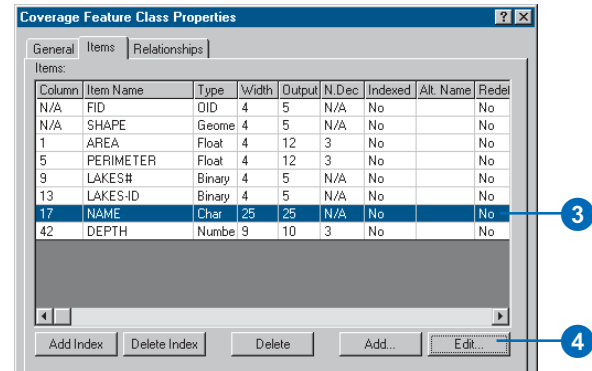 Coverage Feature Class Properties
General Items Relationships
Items:
Column Item Name Type Width Output N.Dec Indexed Alt. Name Redef
N/A FID OID 4 5 N/A No No
N/A SHAPE Geome 4 5 N/A No No
1 AREA Float 4 12 3 No No
5 PERIMETER Float 4 12 3 No No
9 LAKES# Binary 4 5 N/A No No
13 LAKES-ID Binary 4 5 N/A No No
17 NAME Char 25 25 N/A No No 3
42 DEPTH Numbe 9 10 3 No No
Add Index Delete Index Delete Add... Edit... 4